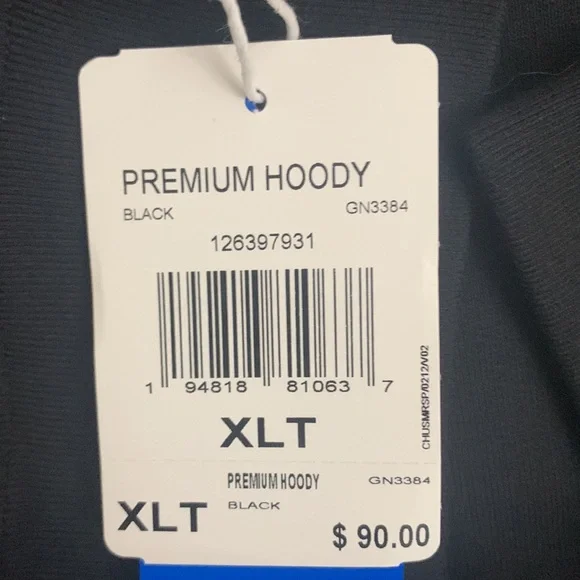 PREMIUM HOODY
BLACK GN3384
126397931
1 94818 81063 7
CHUSMRSP/0212/V02
XLT
PREMIUM HOODY GN3384
XLT BLACK
$ 90.00